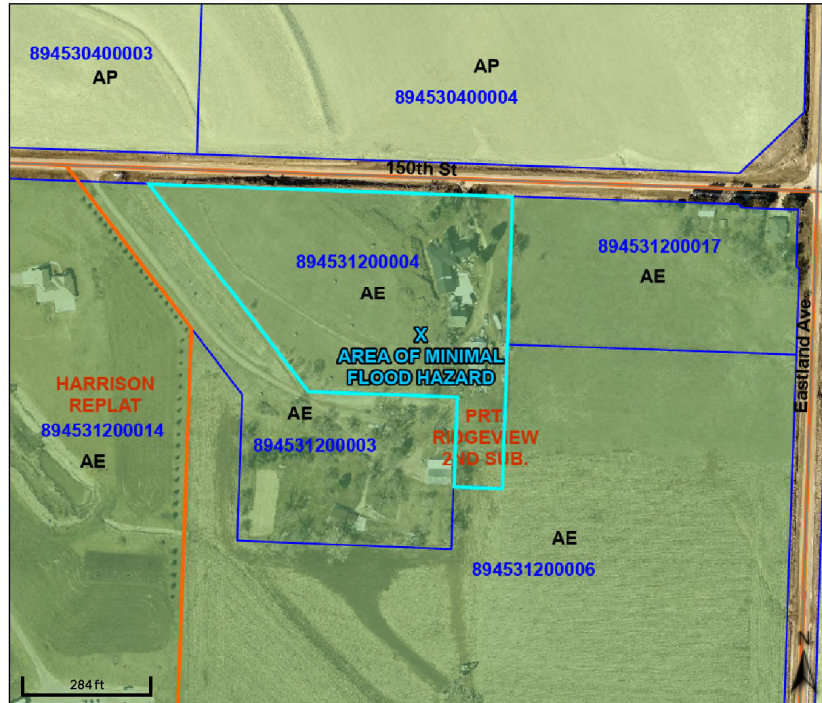 894530400003
AP
AP
894530400004
150th St
894531200004
AE
894531200017
AE
X
AREA OF MINIMAL
FLOOD HAZARD
Eastland Ave
HARRISON
REPLAT
894531200014
AE
AE
894531200003
PRT.
RIDGEVIEW
2ND SUB.
AE
894531200006
284 ft
N